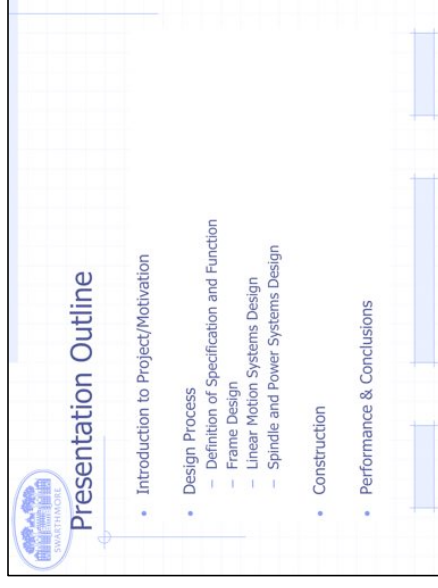 SWARTHMORE
Presentation Outline
• Introduction to Project/Motivation
• Design Process
– Definition of Specification and Function
– Frame Design
– Linear Motion Systems Design
– Spindle and Power Systems Design
• Construction
• Performance & Conclusions